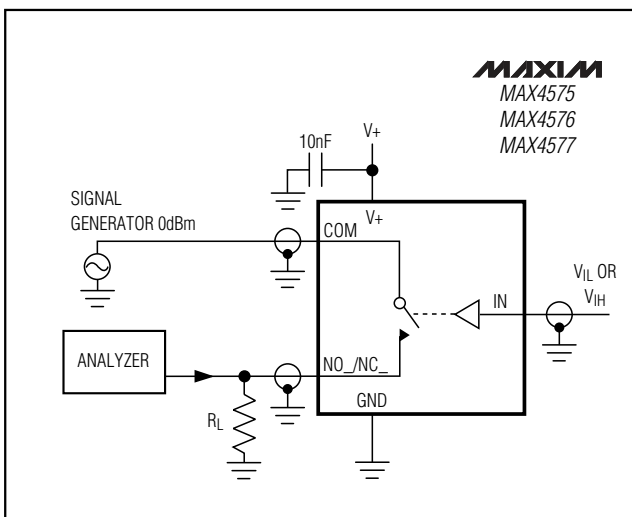 MAXIM
MAX4575
MAX4576
MAX4577
10nF
V+
SIGNAL
GENERATOR 0dBm
V+
COM
VIL OR
VIH
IN
ANALYZER
NO_/NC_
RL
GND